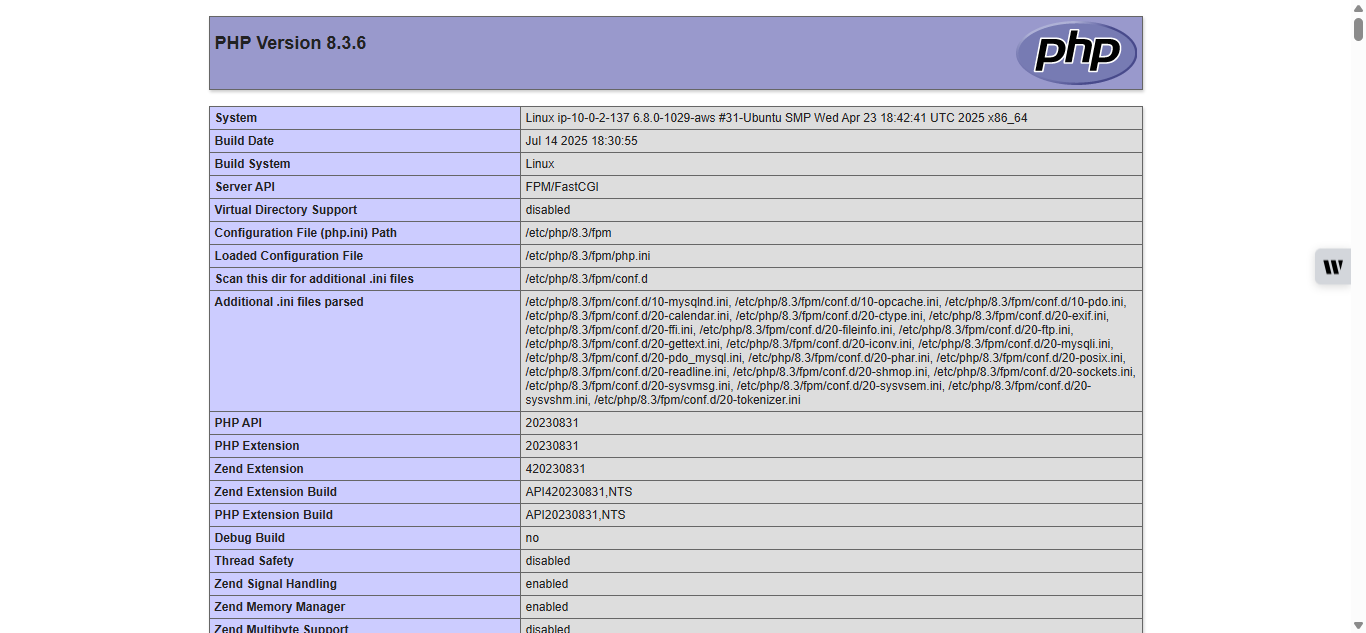 PHP Version 8.3.6
php
System Linux ip-10-0-2-137 6.8.0-1029-aws #31-Ubuntu SMP Wed Apr 23 18:42:41 UTC 2025 x86_64
Build Date Jul 14 2025 18:30:55
Build System Linux
Server API FPM/FastCGI
Virtual Directory Support disabled
Configuration File (php.ini) Path /etc/php/8.3/fpm
Loaded Configuration File /etc/php/8.3/fpm/php.ini
Scan this dir for additional .ini files /etc/php/8.3/fpm/conf.d
Additional .ini files parsed /etc/php/8.3/fpm/conf.d/10-mysqlnd.ini, /etc/php/8.3/fpm/conf.d/10-opcache.ini, /etc/php/8.3/fpm/conf.d/10-pdo.ini,
/etc/php/8.3/fpm/conf.d/20-calendar.ini, /etc/php/8.3/fpm/conf.d/20-ctype.ini, /etc/php/8.3/fpm/conf.d/20-exif.ini,
/etc/php/8.3/fpm/conf.d/20-ffi.ini, /etc/php/8.3/fpm/conf.d/20-fileinfo.ini, /etc/php/8.3/fpm/conf.d/20-ftp.ini,
/etc/php/8.3/fpm/conf.d/20-gettext.ini, /etc/php/8.3/fpm/conf.d/20-iconv.ini, /etc/php/8.3/fpm/conf.d/20-mysqli.ini,
/etc/php/8.3/fpm/conf.d/20-pdo_mysql.ini, /etc/php/8.3/fpm/conf.d/20-phar.ini, /etc/php/8.3/fpm/conf.d/20-posix.ini,
/etc/php/8.3/fpm/conf.d/20-readline.ini, /etc/php/8.3/fpm/conf.d/20-shmop.ini, /etc/php/8.3/fpm/conf.d/20-sockets.ini,
/etc/php/8.3/fpm/conf.d/20-sysvmsg.ini, /etc/php/8.3/fpm/conf.d/20-sysvsem.ini, /etc/php/8.3/fpm/conf.d/20-
sysvshm.ini, /etc/php/8.3/fpm/conf.d/20-tokenizer.ini
PHP API 20230831
PHP Extension 20230831
Zend Extension 420230831
Zend Extension Build API420230831,NTS
PHP Extension Build API20230831,NTS
Debug Build no
Thread Safety disabled
Zend Signal Handling enabled
Zend Memory Manager enabled
Zend Multibyte Support disabled
W